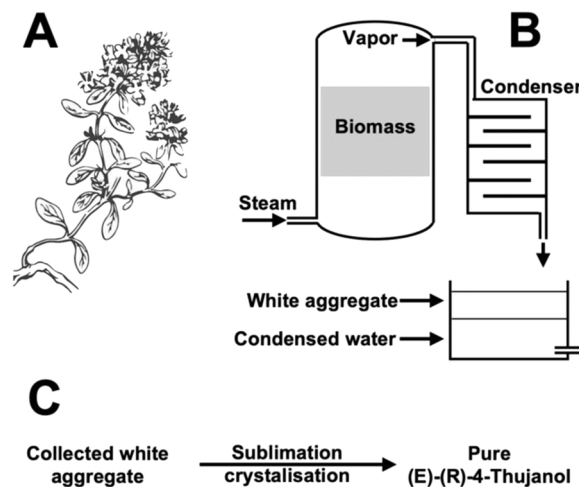 A
B
Vapor
Condenser
Biomass
Steam
White aggregate
Condensed water
C
Collected white
aggregate
Sublimation
crystalisation
Pure
(E)-(R)-4-Thujanol